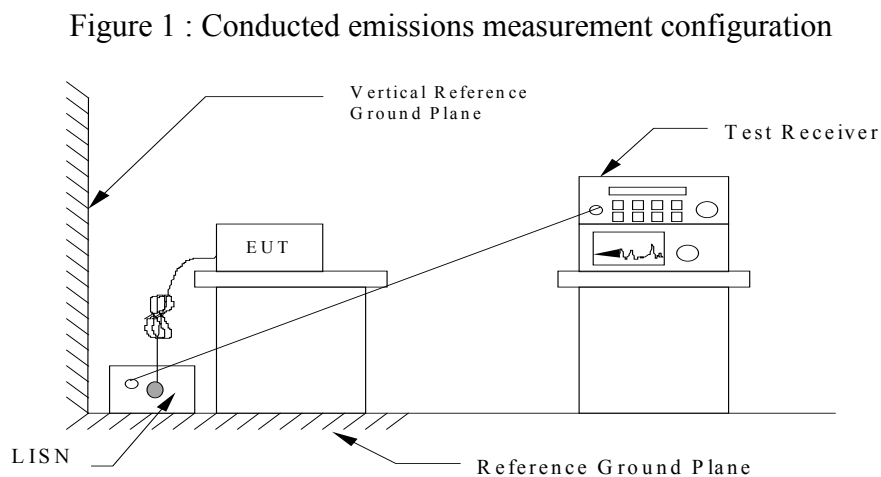 Figure 1 : Conducted emissions measurement configuration
Vertical Reference
Ground Plane
Test Receiver
EUT
LISN
Reference Ground Plane